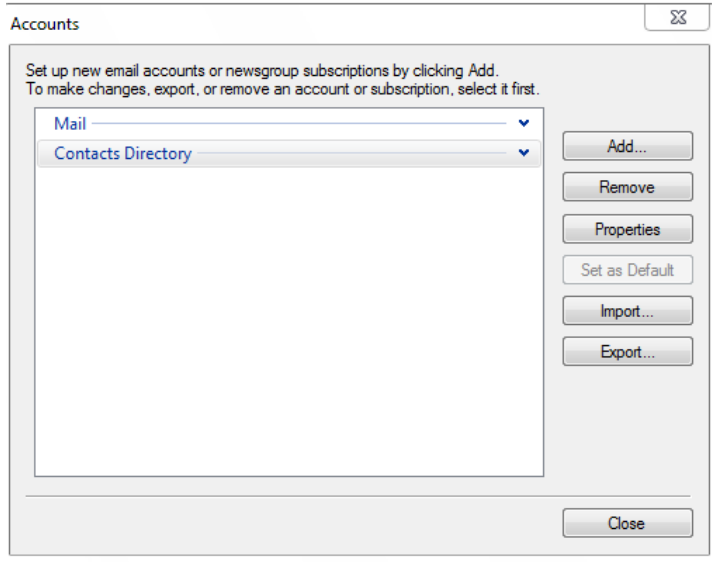 Accounts
Set up new email accounts or newsgroup subscriptions by clicking Add.
To make changes, export, or remove an account or subscription, select it first.
Mail
Contacts Directory
Add...
Remove
Properties
Set as Default
Import...
Export...
Close